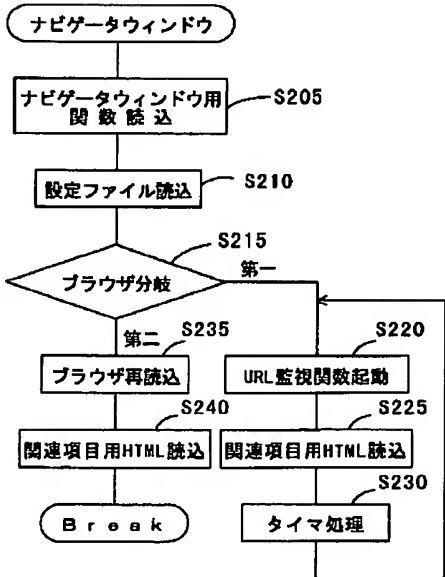 ナビゲータウィンドウ
ナビゲータウィンドウ用
関数読込
S205
設定ファイル読込
S210
ブラウザ分岐
S215
第一
第二
S235
ブラウザ再読込
S240
関連項目用HTML読込
Break
S220
URL監視関数起動
S225
関連項目用HTML読込
S230
タイマ処理